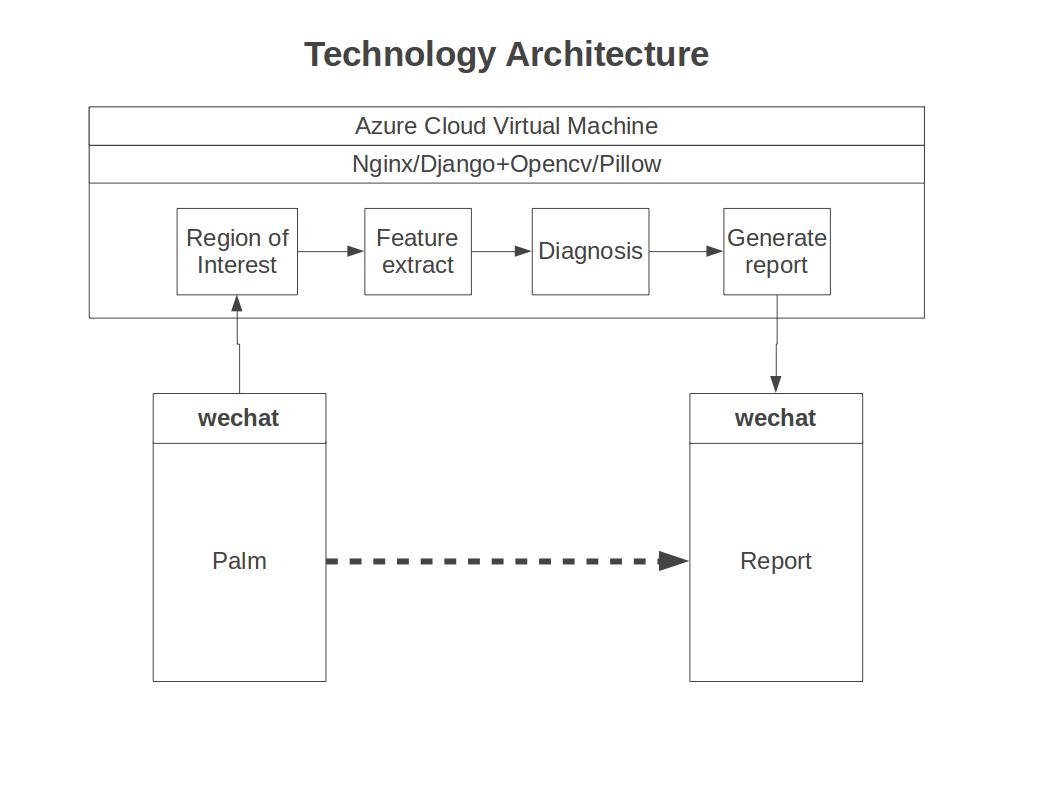 Technology Architecture
Azure Cloud Virtual Machine
Nginx/Django+Opencv/Pillow
Region of
Interest
Feature
extract
Diagnosis
Generate
report
wechat
Palm
wechat
Report